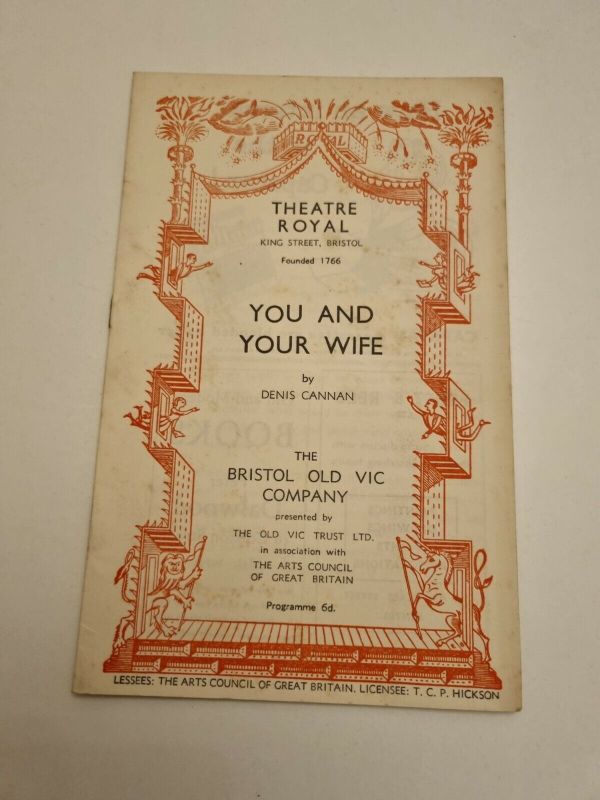 ROYAL
THEATRE
ROYAL
KING STREET, BRISTOL
Founded 1766
YOU AND
YOUR WIFE
by
DENIS CANNAN
THE
BRISTOL OLD VIC
COMPANY
presented by
THE OLD VIC TRUST LTD.
in association with
THE ARTS COUNCIL
OF GREAT BRITAIN
Programme 6d.
LESSEES: THE ARTS COUNCIL OF GREAT BRITAIN. LICENSEE: T. C. P. HICKSON